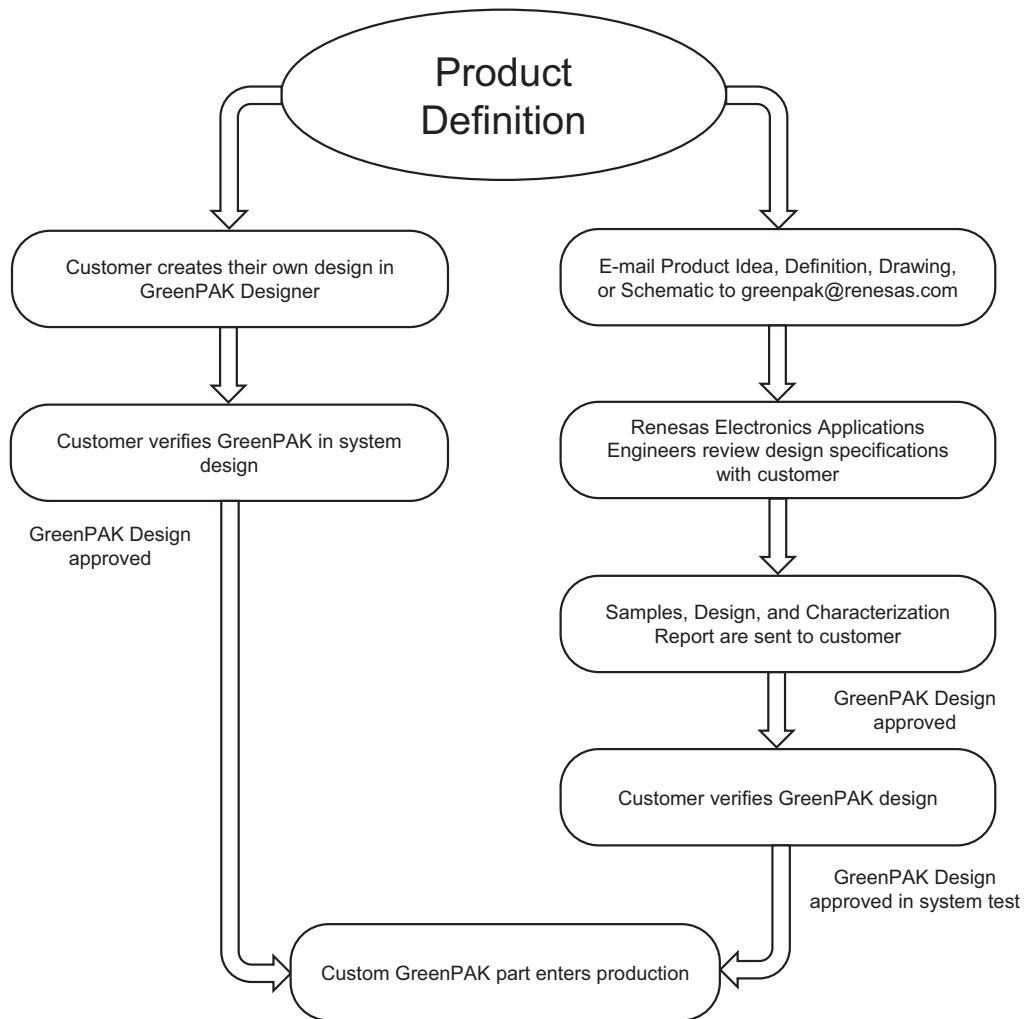 Product
Definition
Customer creates their own design in
GreenPAK Designer
Customer verifies GreenPAK in system
design
GreenPAK Design
approved
E-mail Product Idea, Definition, Drawing,
or Schematic to greenpak@renesas.com
Renesas Electronics Applications
Engineers review design specifications
with customer
Samples, Design, and Characterization
Report are sent to customer
GreenPAK Design
approved
Customer verifies GreenPAK design
GreenPAK Design
approved in system test
Custom GreenPAK part enters production